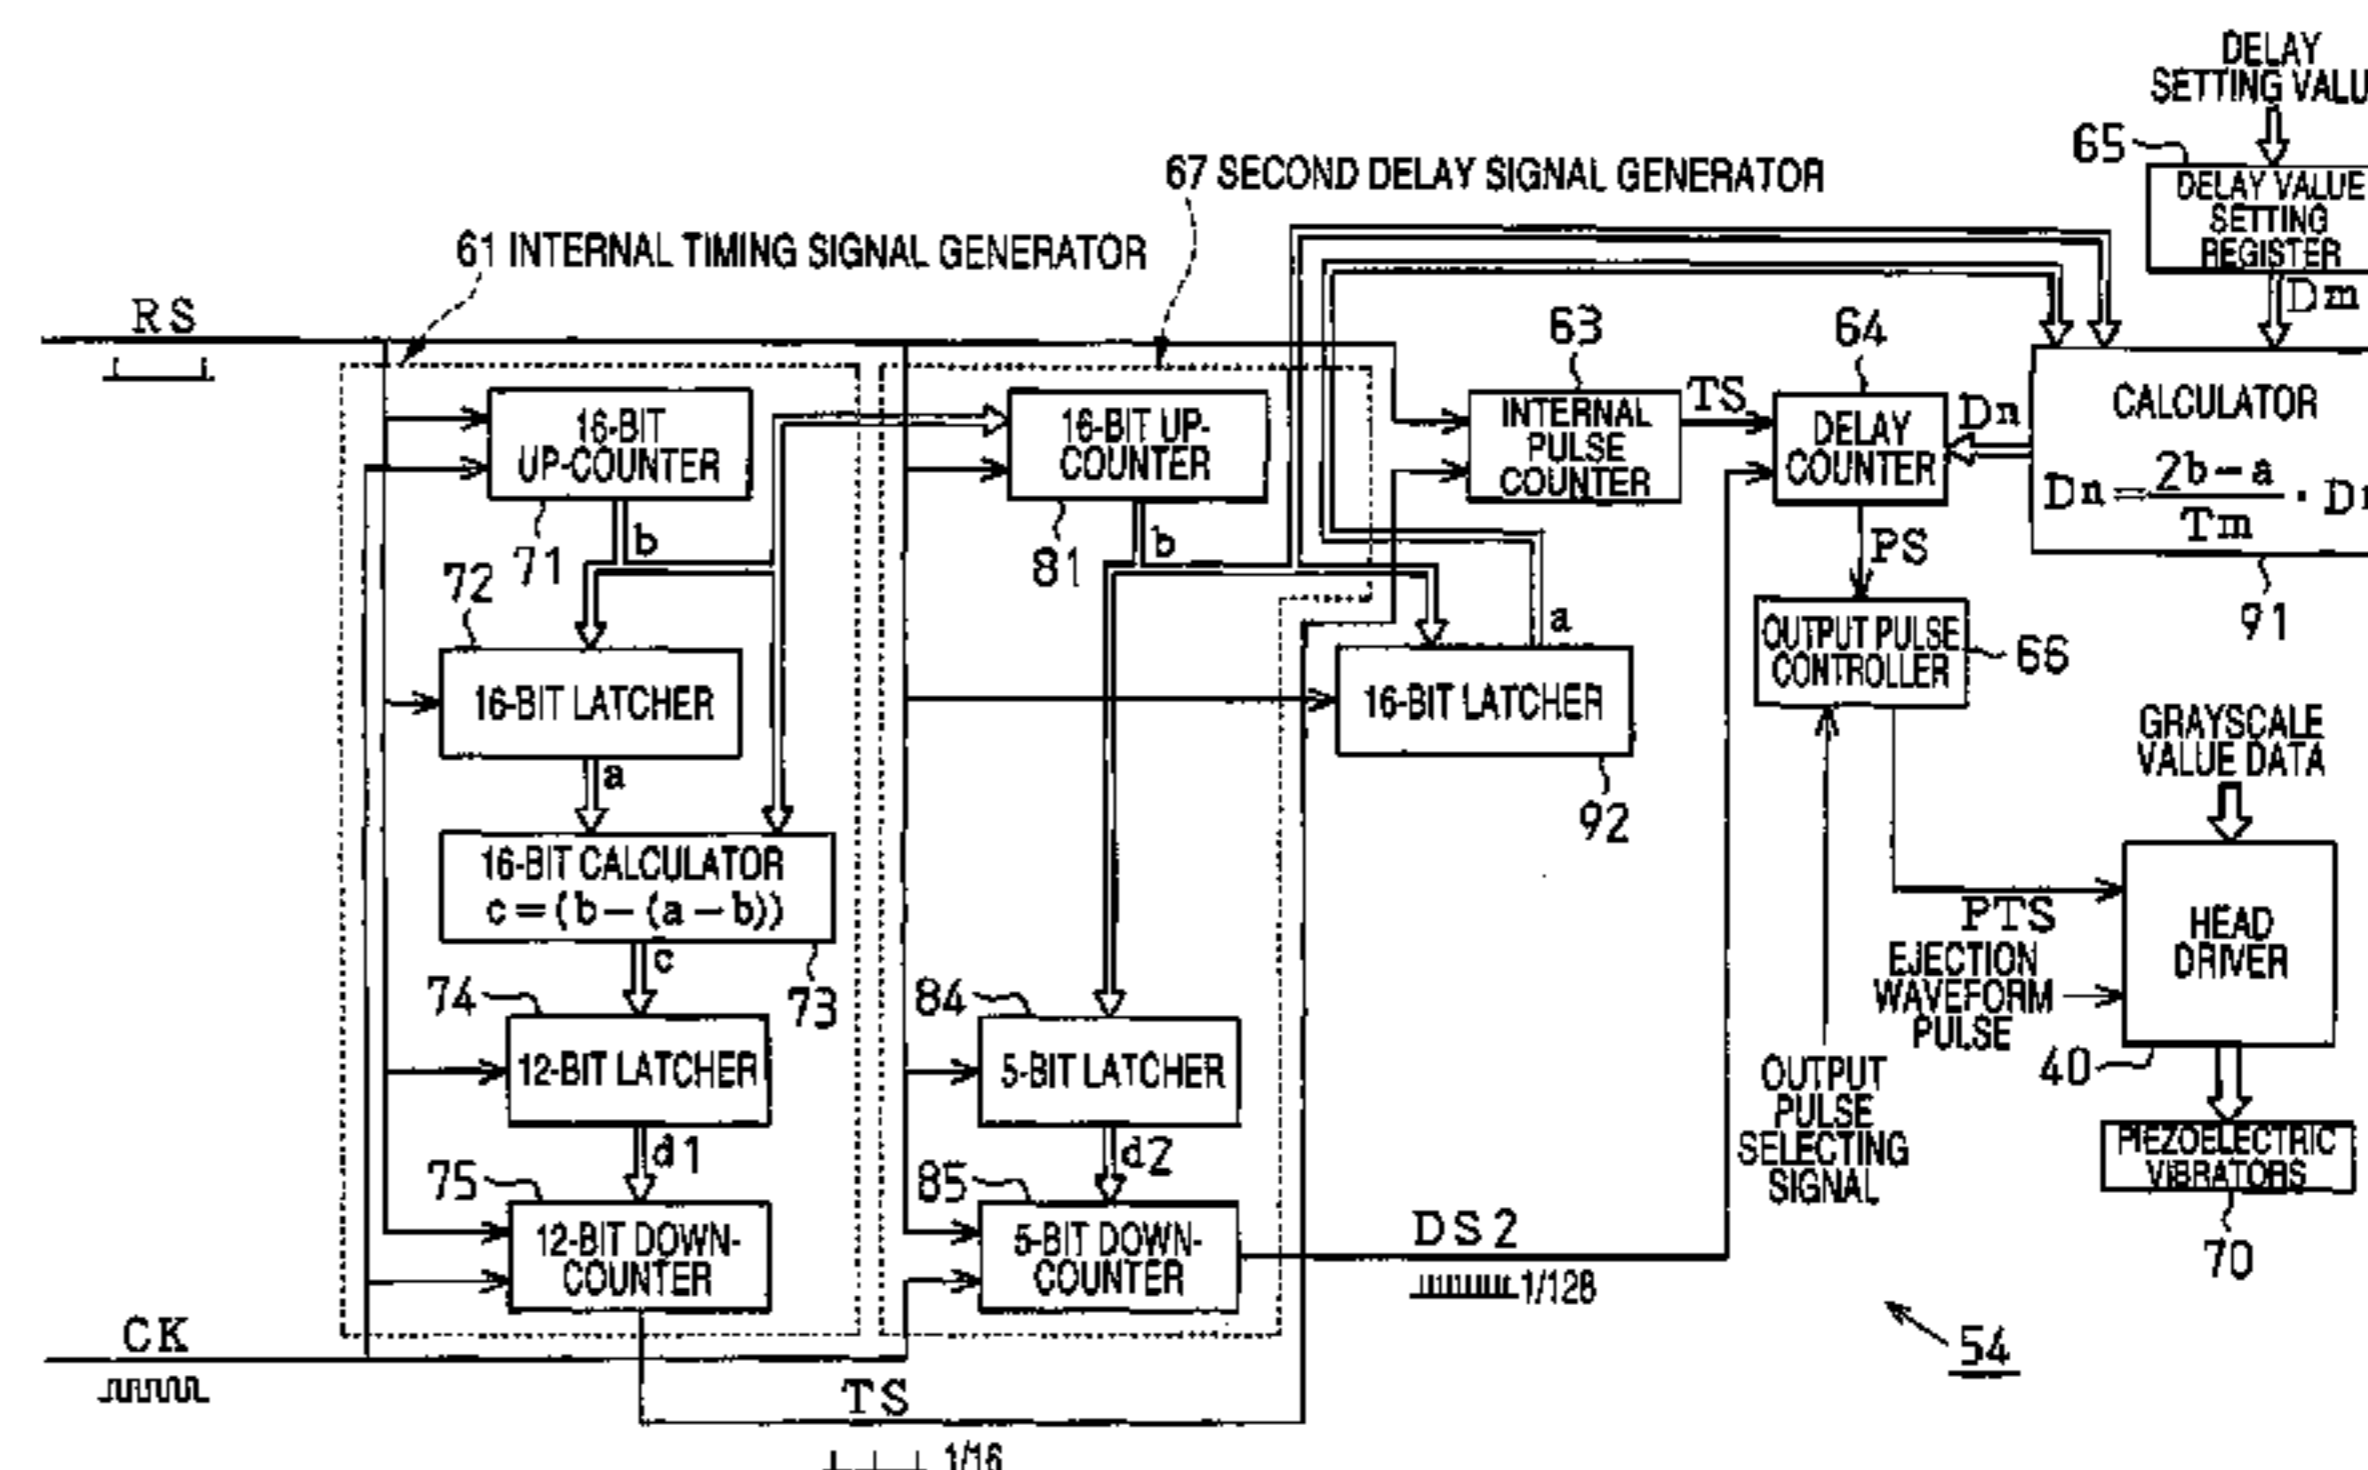 DELAY
SETTING VALU
65
DELAY VALUE
SETTING
REGISTER
Dm
67 SECOND DELAY SIGNAL GENERATOR
61 INTERNAL TIMING SIGNAL GENERATOR
RS
63
64
16-BIT
UP-COUNTER
16-BIT UP-
COUNTER
INTERNAL
PULSE
COUNTER
TS
DELAY
COUNTER
Dn
CALCULATOR
Dn = 2b-a / Tm · D
71
b
81
b
PS
91
72
a
OUTPUT PULSE
CONTROLLER
66
16-BIT LATCHER
16-BIT LATCHER
92
GRAYSCALE
VALUE DATA
a
16-BIT CALCULATOR
c=(b-(a-b))
c
73
PTS
HEAD
DRIVER
EJECTION
WAVEFORM
PULSE
40
74
12-BIT LATCHER
84
5-BIT LATCHER
OUTPUT
PULSE
SELECTING
SIGNAL
PIEZOELECTRIC
VIBRATORS
70
d1
d2
75
12-BIT DOWN-
COUNTER
85
5-BIT DOWN-
COUNTER
DS2
1/128
54
CK
TS
1/16